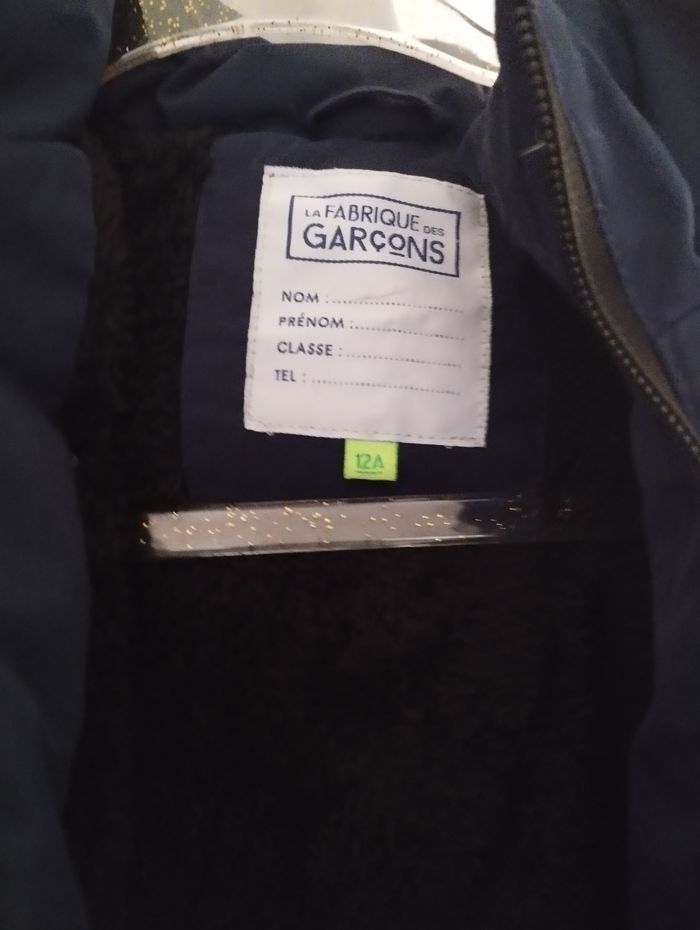 LA FABRIQUE DES
GARÇONS
NOM :
PRÉNOM :
CLASSE :
TEL :
12A